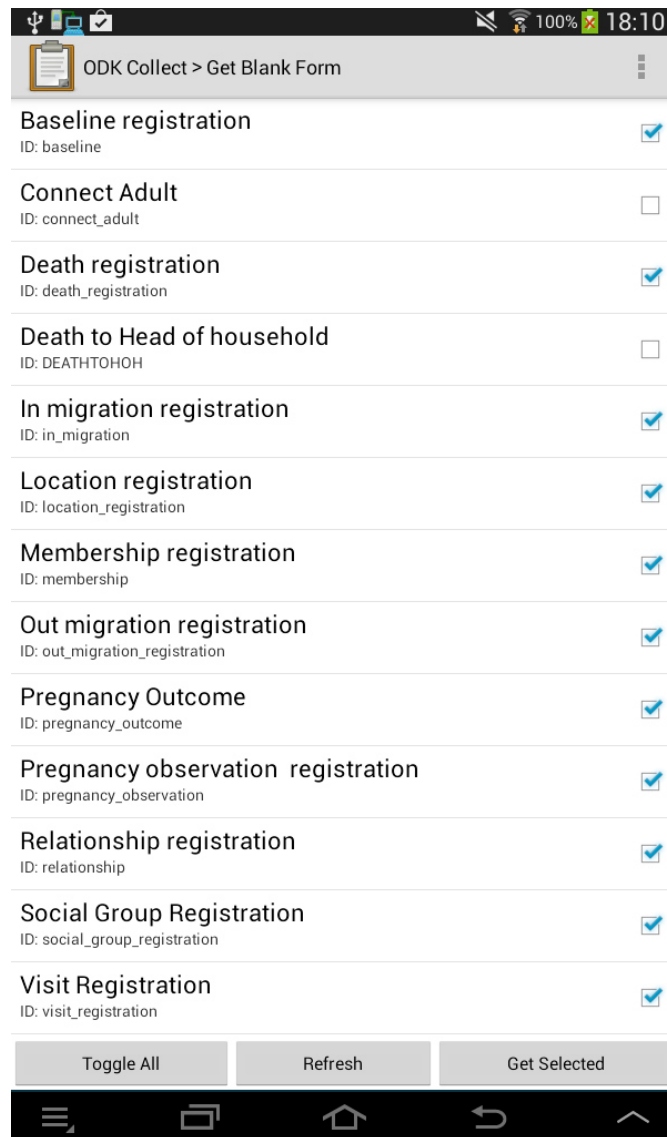 100% 18:10
ODK Collect > Get Blank Form
Baseline registration
ID: baseline
Connect Adult
ID: connect_adult
Death registration
ID: death_registration
Death to Head of household
ID: DEATHTOHOH
In migration registration
ID: in_migration
Location registration
ID: location_registration
Membership registration
ID: membership
Out migration registration
ID: out_migration_registration
Pregnancy Outcome
ID: pregnancy_outcome
Pregnancy observation  registration
ID: pregnancy_observation
Relationship registration
ID: relationship
Social Group Registration
ID: social_group_registration
Visit Registration
ID: visit_registration
Toggle All Refresh Get Selected